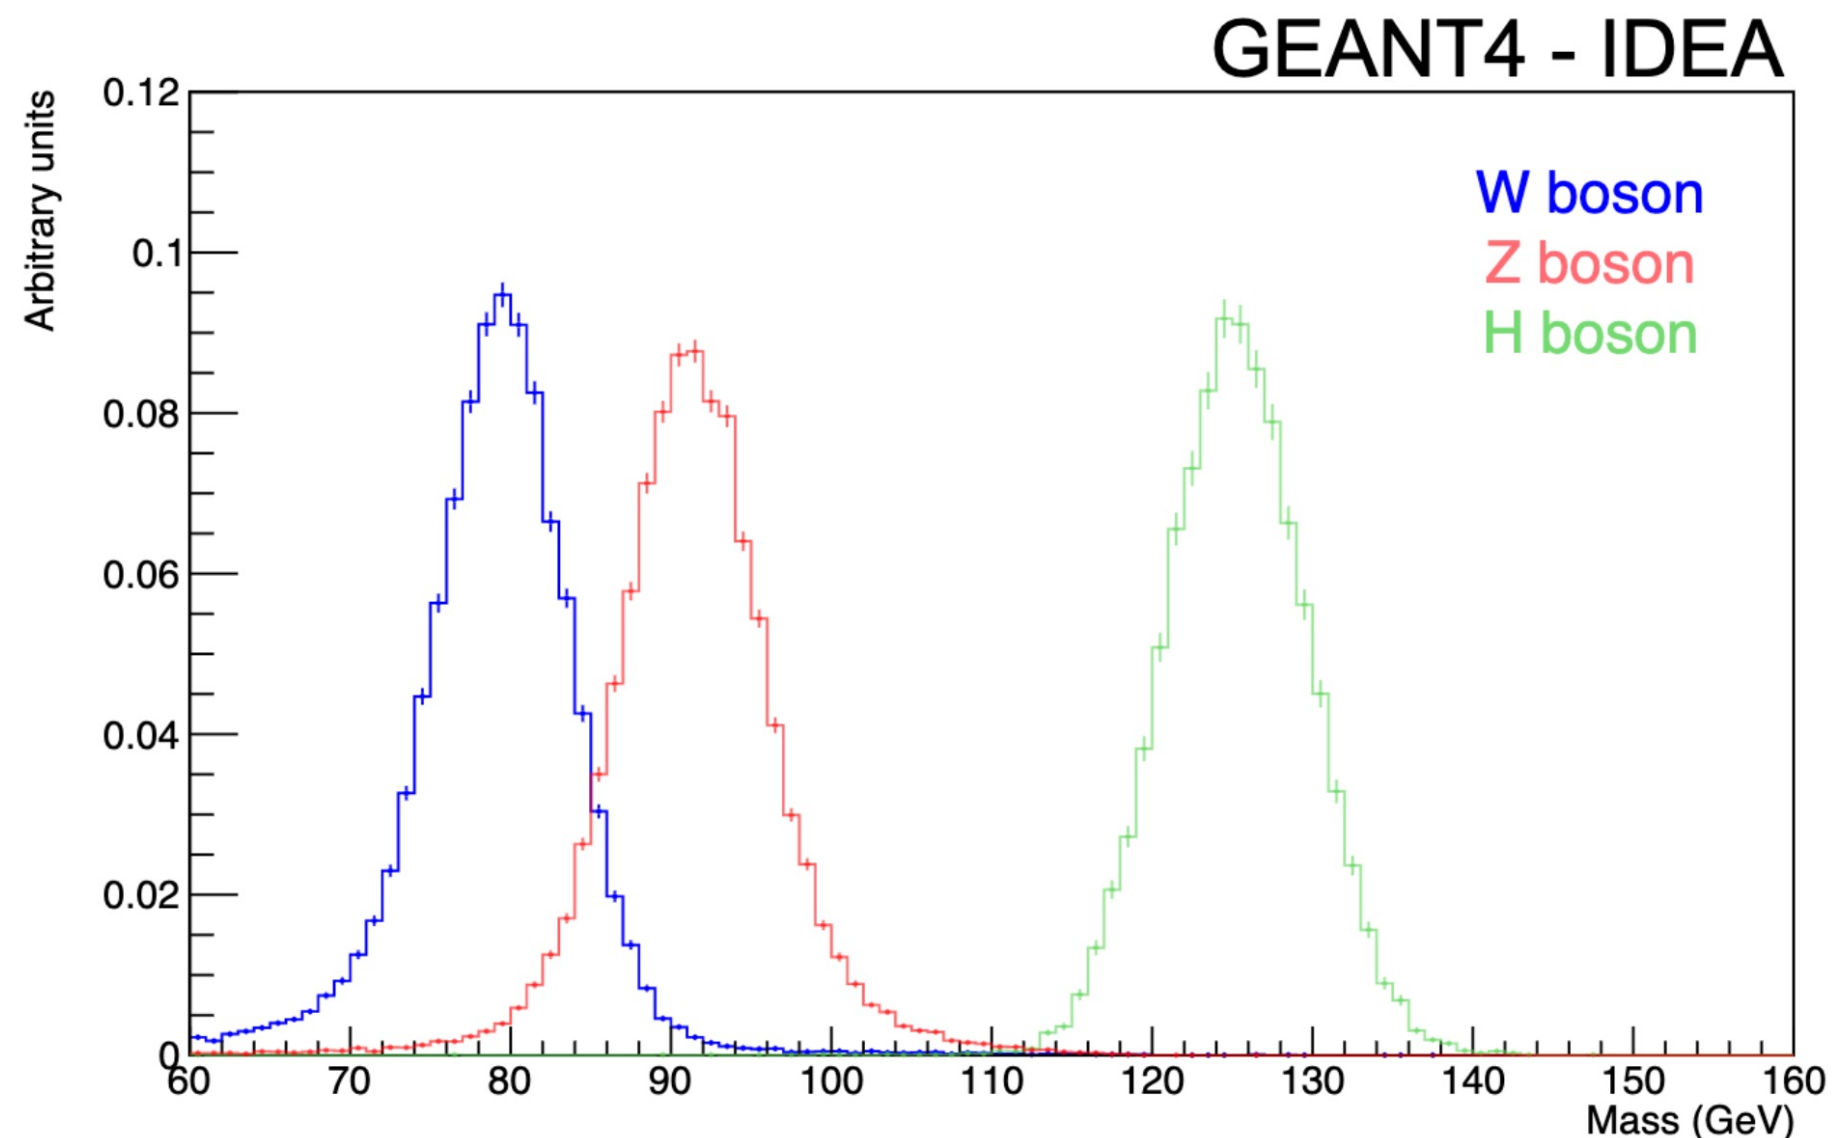 GEANT4 - IDEA
Arbitrary units
0.12
0.1
0.08
0.06
0.04
0.02
0
W boson
Z boson
H boson
60 70 80 90 100 110 120 130 140 150 160
Mass (GeV)